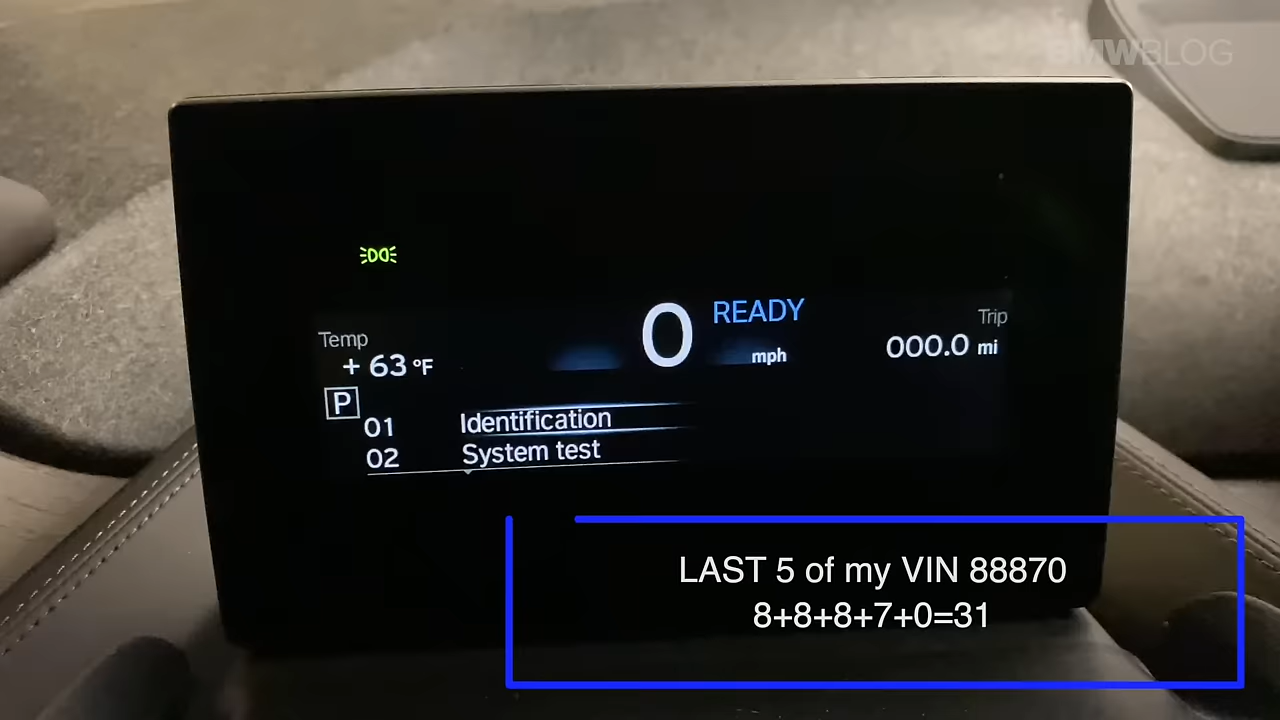 BMWBLOG
0 READY
mph
Temp
+ 63 °F
Trip
000.0 mi
P
01 Identification
02 System test
LAST 5 of my VIN 88870
8+8+8+7+0=31